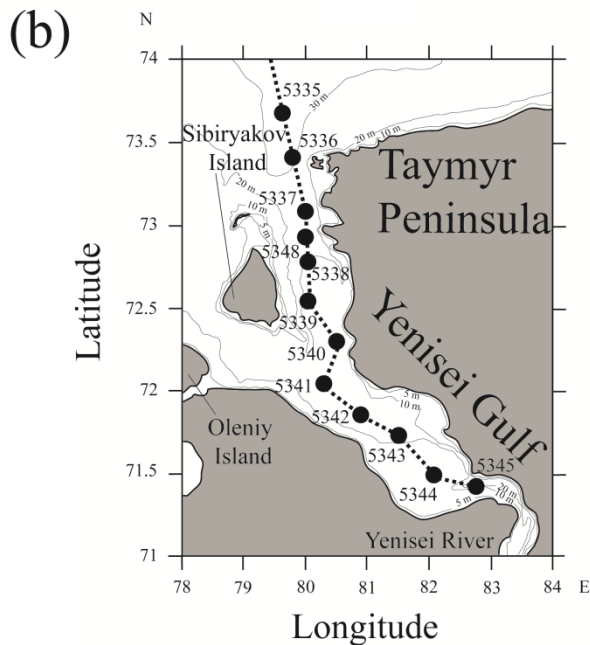 (b)
N
74
73.5
73
72.5
72
71.5
71
78
79
80
81
82
83
84
E
Latitude
Longitude
5335
30 m
5336
Sibiryakov
Island
20 m
10 m
Taymyr
Peninsula
5337
20 m
10 m
5 m
5348
5338
5339
5340
Yenisei Gulf
5341
5 m
10 m
5342
Oleniy
Island
5343
5345
5344
20 m
10 m
5 m
Yenisei River